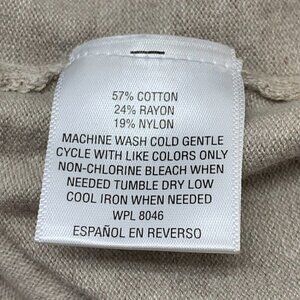 57% COTTON
24% RAYON
19% NYLON
MACHINE WASH COLD GENTLE
CYCLE WITH LIKE COLORS ONLY
NON-CHLORINE BLEACH WHEN
NEEDED TUMBLE DRY LOW
COOL IRON WHEN NEEDED
WPL 8046
ESPAÑOL EN REVERSO